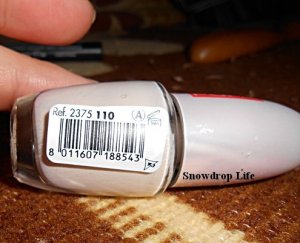 Ref. 2375 110 (A)
8 011607 188543
Snowdrop Life